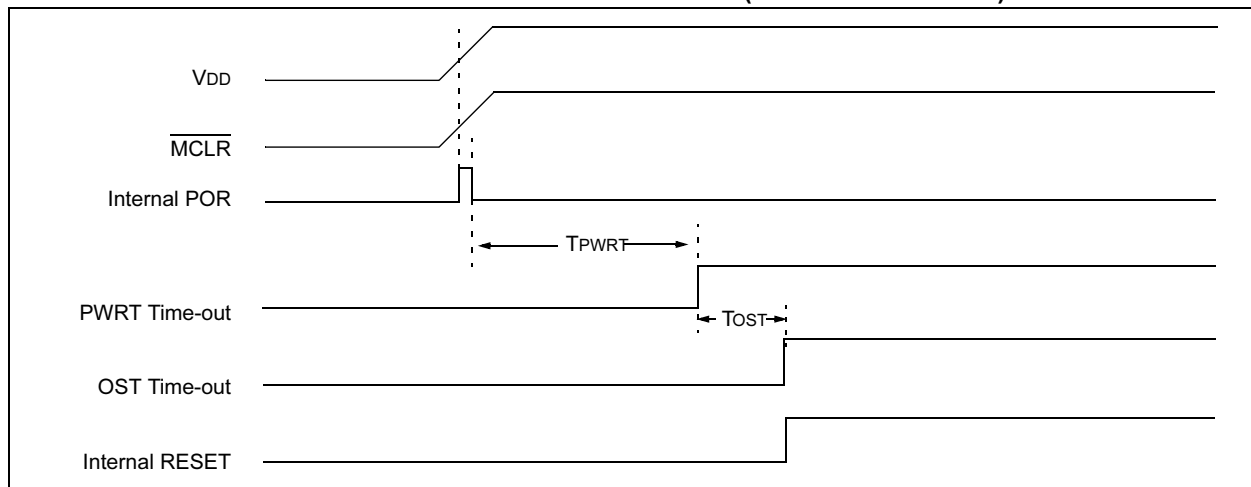 VDD
MCLR
Internal POR
TPWRT
PWRT Time-out
TOST
OST Time-out
Internal RESET